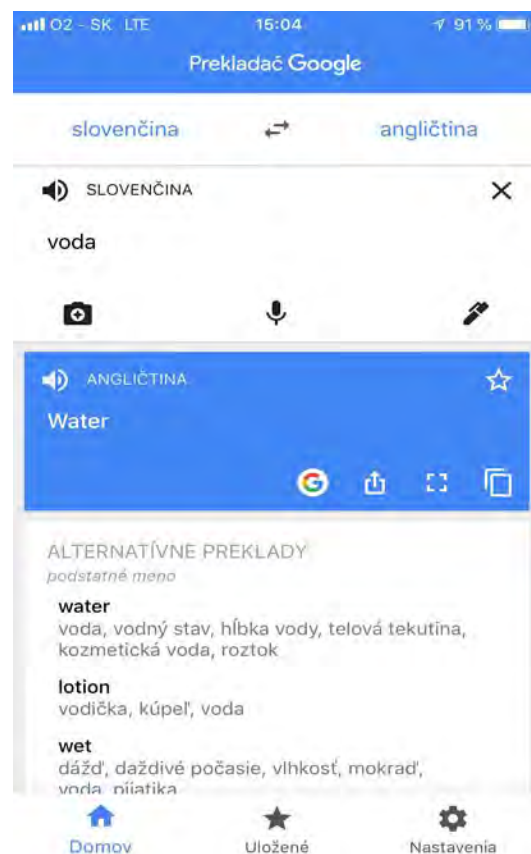 O2 - SK LTE 15:04 91 %
Prekladač Google
slovenčina angličtina
SLOVENČINA
voda
ANGLIČTINA
Water
ALTERNATÍVNE PREKLADY
podstatné meno
water
voda, vodný stav, hĺbka vody, telová tekutina,
kozmetická voda, roztok
lotion
vodička, kúpeľ, voda
wet
dážď, daždivé počasie, vlhkosť, mokraď,
voda, pijatika
Domov Uložené Nastavenia